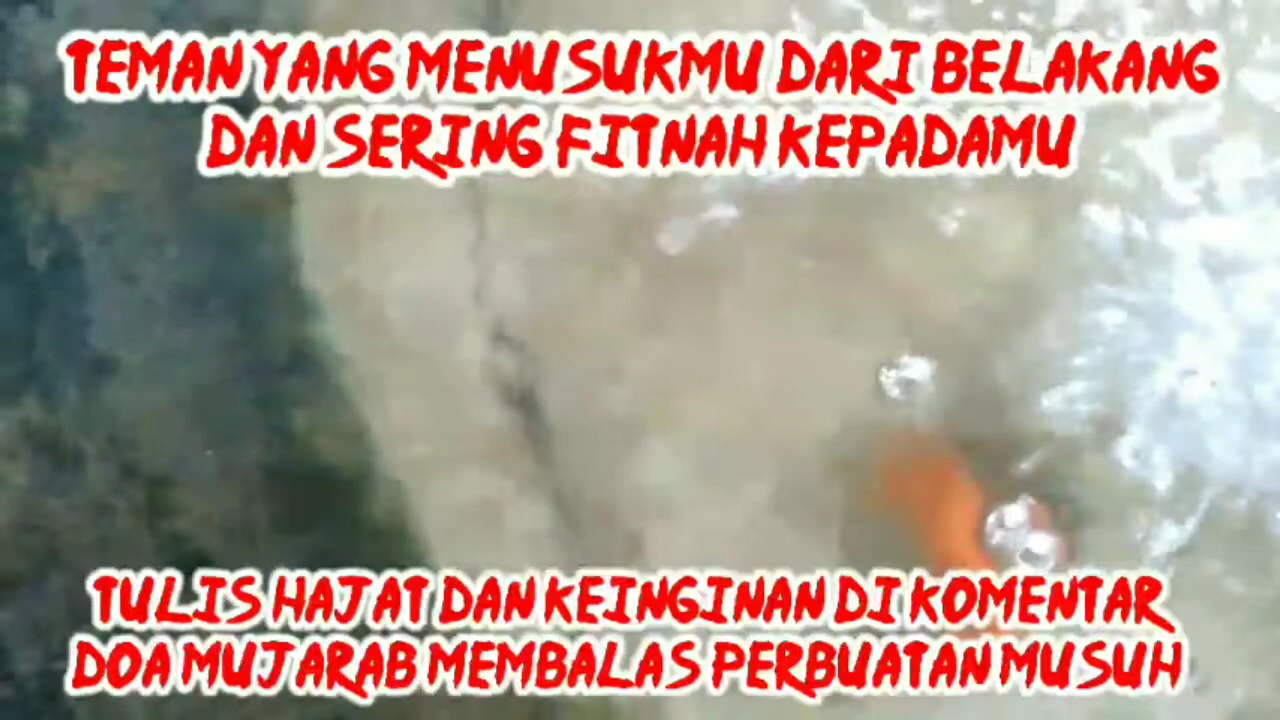 TEMAN YANG MENUSUKMU DARI BELAKANG
DAN SERING FITNAH KEPADAMU
TULIS HAJAT DAN KEINGINAN DI KOMENTAR
DOA MUJARAB MEMBALAS PERBUATAN MUSUH